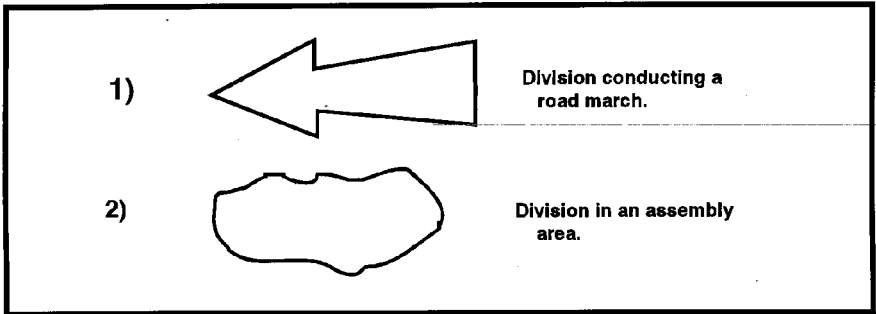 1)
Division conducting a
road march.
2)
Division in an assembly
area.